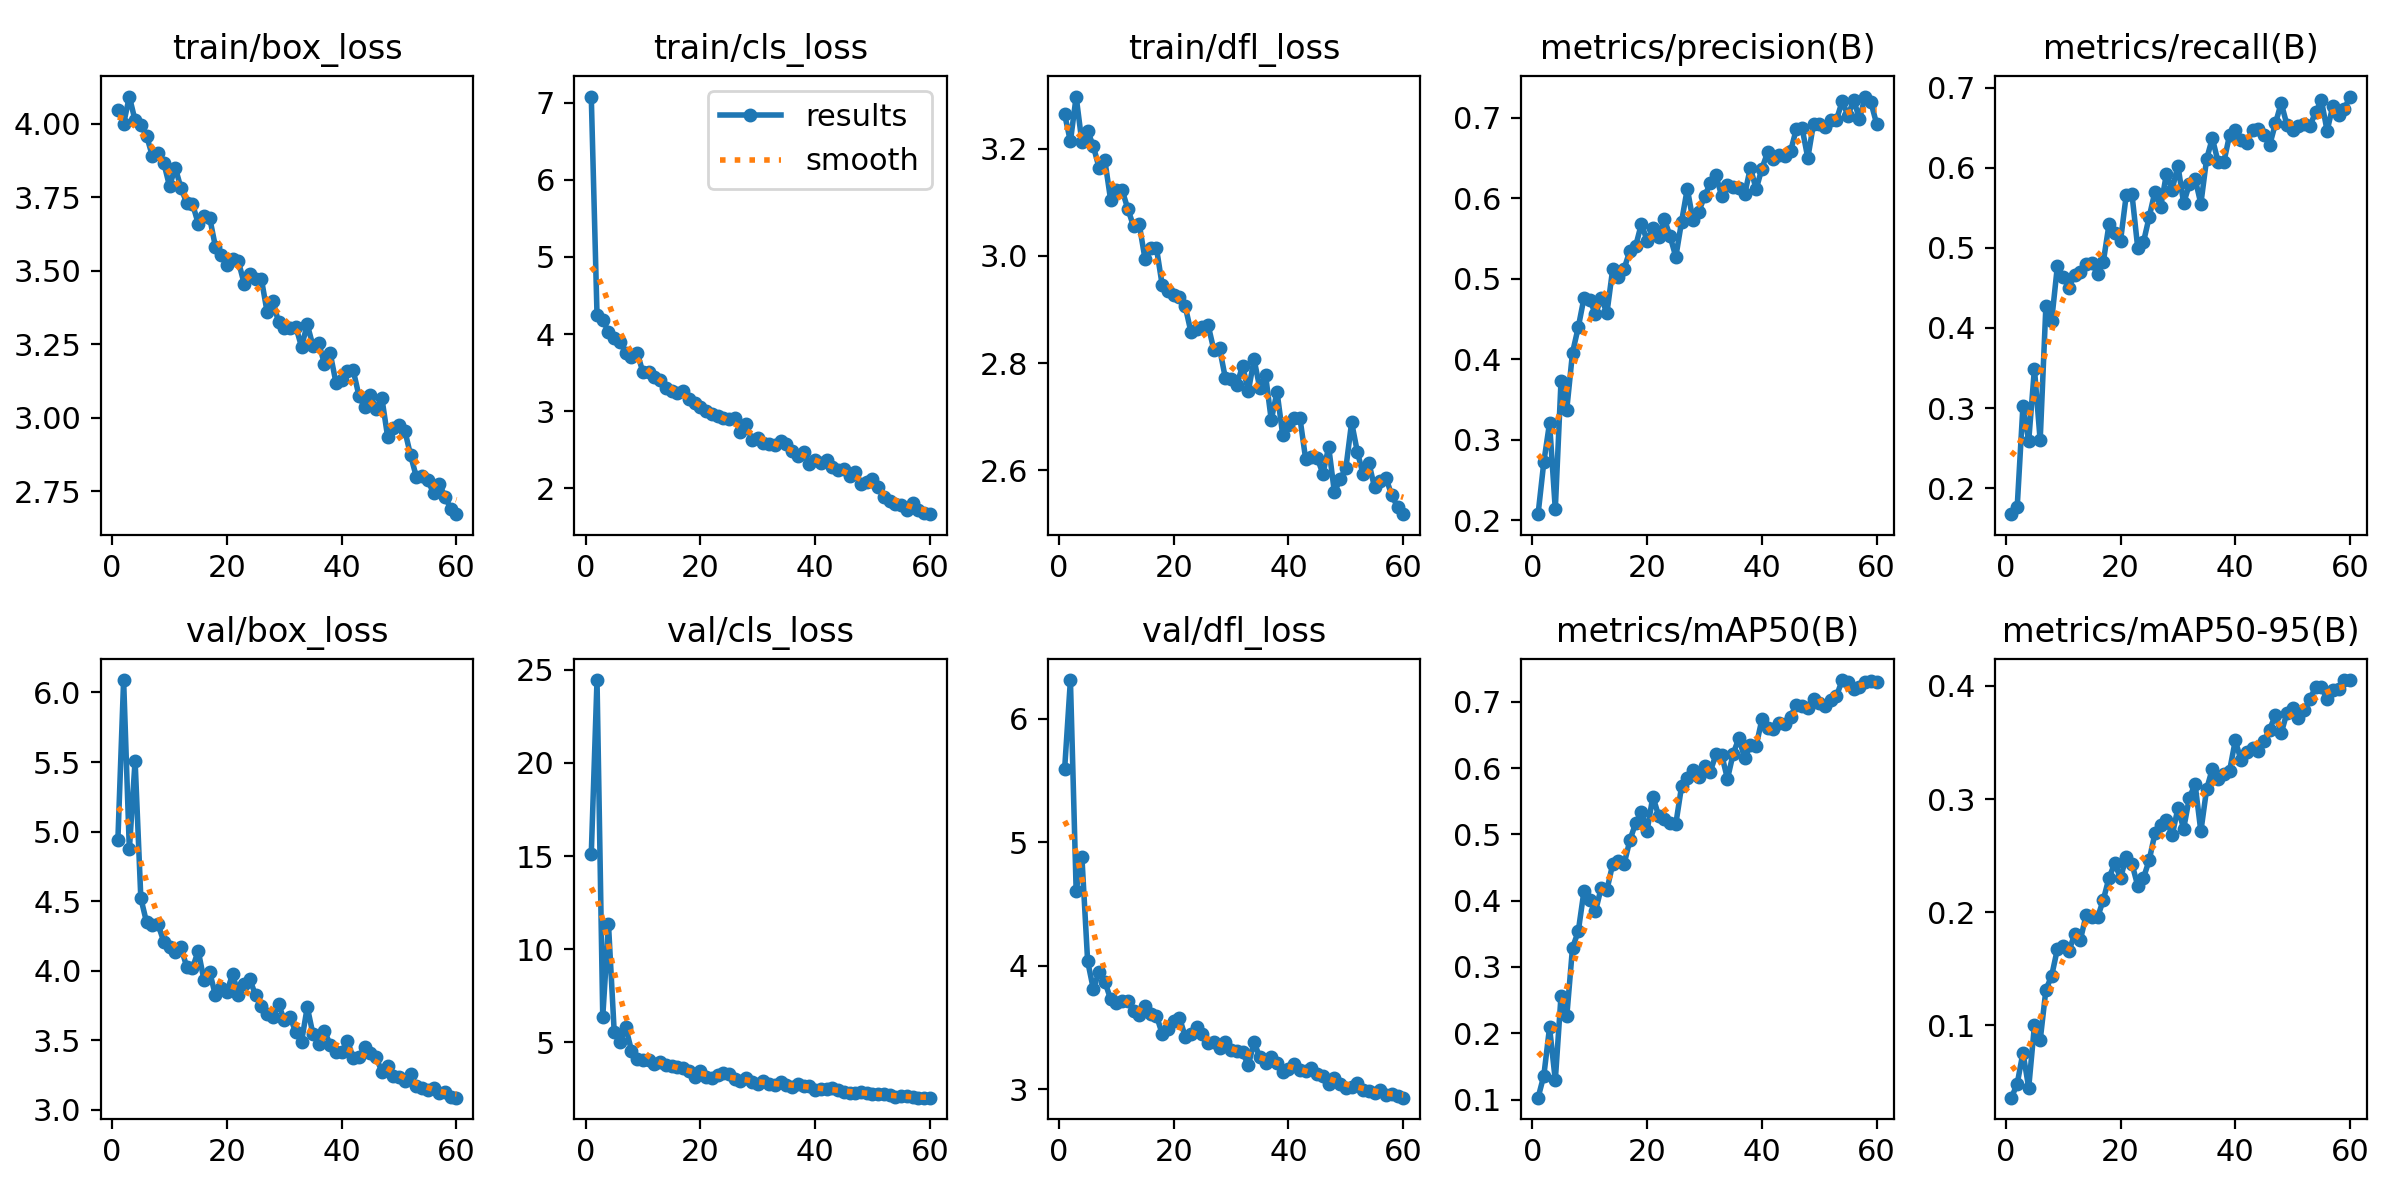 train/box_loss
4.00
3.75
3.50
3.25
3.00
2.75
0 20 40 60
train/cls_loss
results
smooth
7
6
5
4
3
2
0 20 40 60
train/dfl_loss
3.2
3.0
2.8
2.6
0 20 40 60
metrics/precision(B)
0.7
0.6
0.5
0.4
0.3
0.2
0 20 40 60
metrics/recall(B)
0.7
0.6
0.5
0.4
0.3
0.2
0 20 40 60
val/box_loss
6.0
5.5
5.0
4.5
4.0
3.5
3.0
0 20 40 60
val/cls_loss
25
20
15
10
5
0 20 40 60
val/dfl_loss
6
5
4
3
0 20 40 60
metrics/mAP50(B)
0.7
0.6
0.5
0.4
0.3
0.2
0.1
0 20 40 60
metrics/mAP50-95(B)
0.4
0.3
0.2
0.1
0 20 40 60